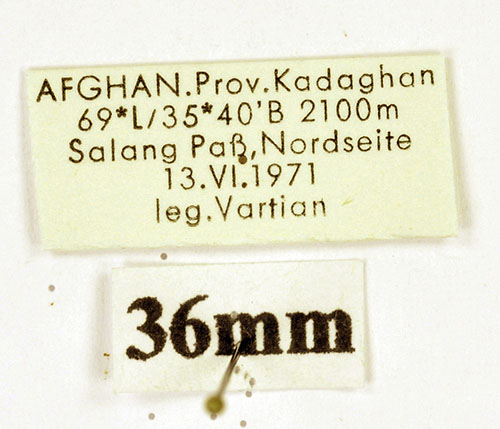 AFGHAN.Prov.Kadaghan
69*L/35*40'B 2100m
Salang Paß,Nordseite
13.VI.1971
leg.Vartian
36mm